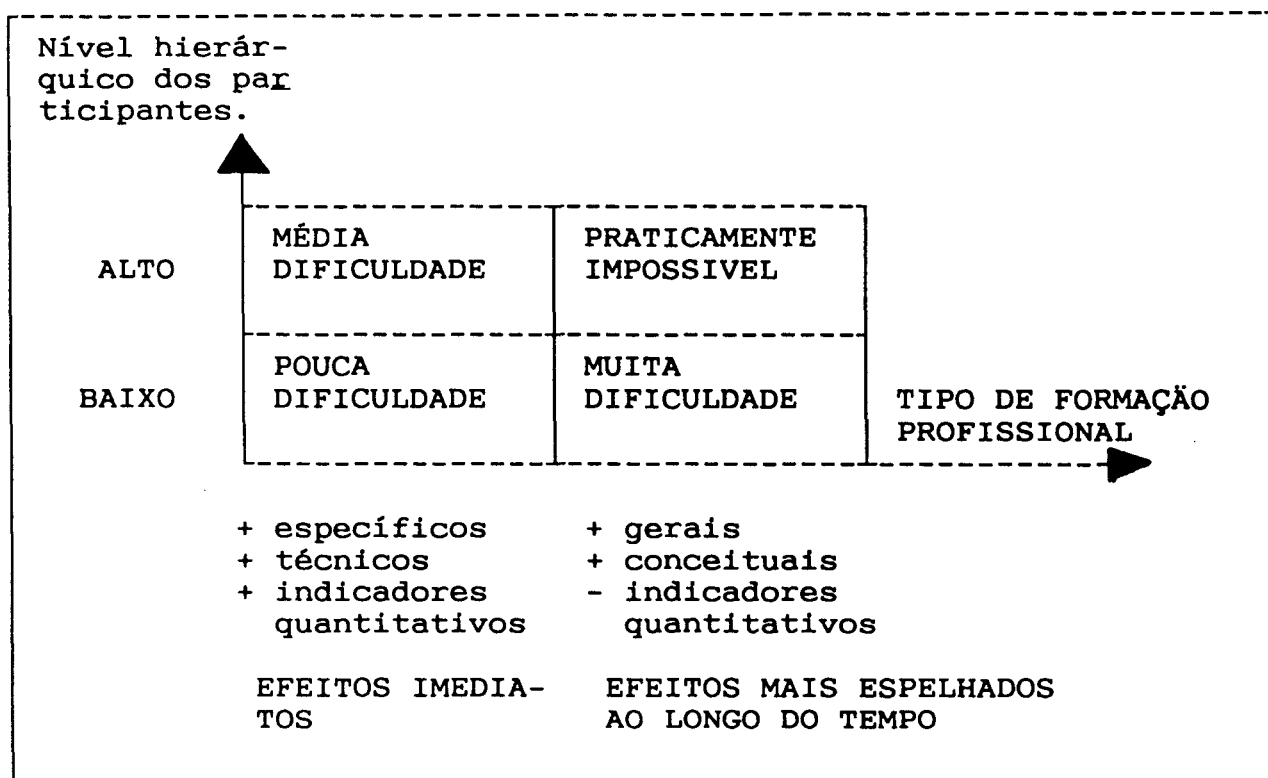 Nível hierár-
quico dos par
ticipantes.
MÉDIA PRATICAMENTE
ALTO DIFICULDADE IMPOSSIVEL
POUCA MUITA
BAIXO DIFICULDADE DIFICULDADE TIPO DE FORMAÇÄO
PROFISSIONAL
+ específicos + gerais
+ técnicos + conceituais
+ indicadores - indicadores
quantitativos quantitativos
EFEITOS IMEDIA- EFEITOS MAIS ESPELHADOS
TOS AO LONGO DO TEMPO